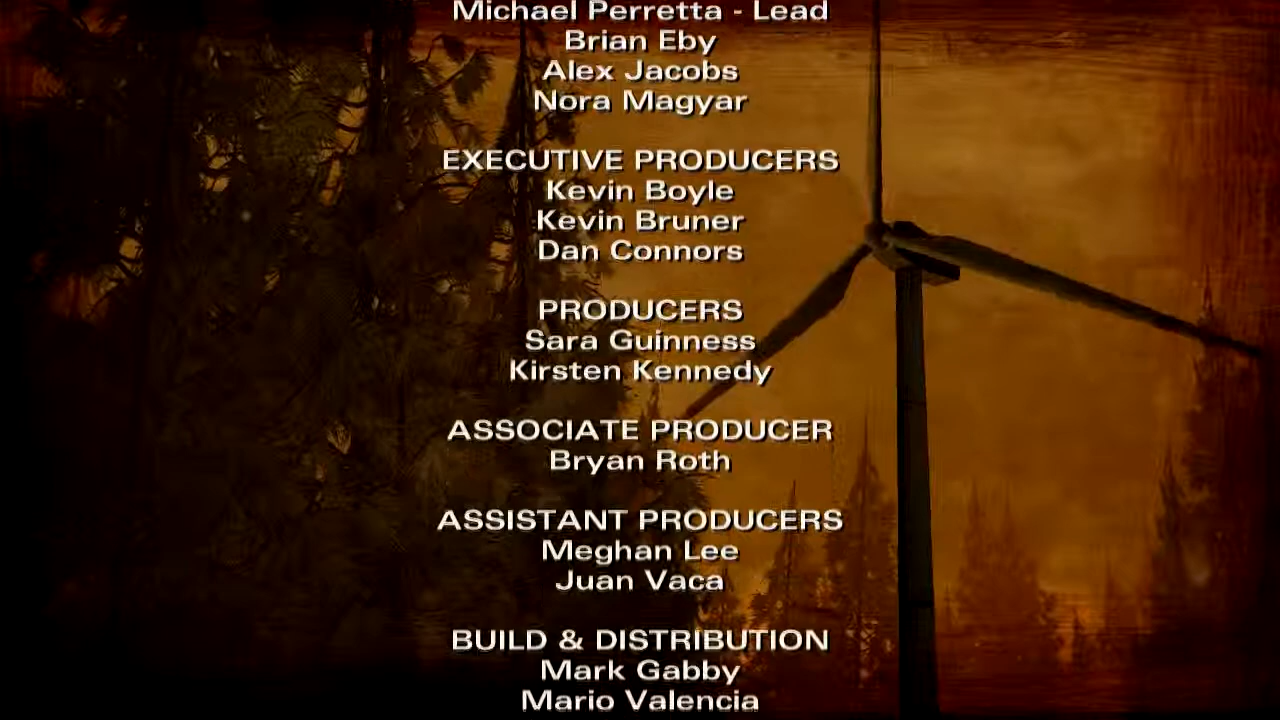 Michael Perretta - Lead
Brian Eby
Alex Jacobs
Nora Magyar
EXECUTIVE PRODUCERS
Kevin Boyle
Kevin Bruner
Dan Connors
PRODUCERS
Sara Guinness
Kirsten Kennedy
ASSOCIATE PRODUCER
Bryan Roth
ASSISTANT PRODUCERS
Meghan Lee
Juan Vaca
BUILD & DISTRIBUTION
Mark Gabby
Mario Valencia